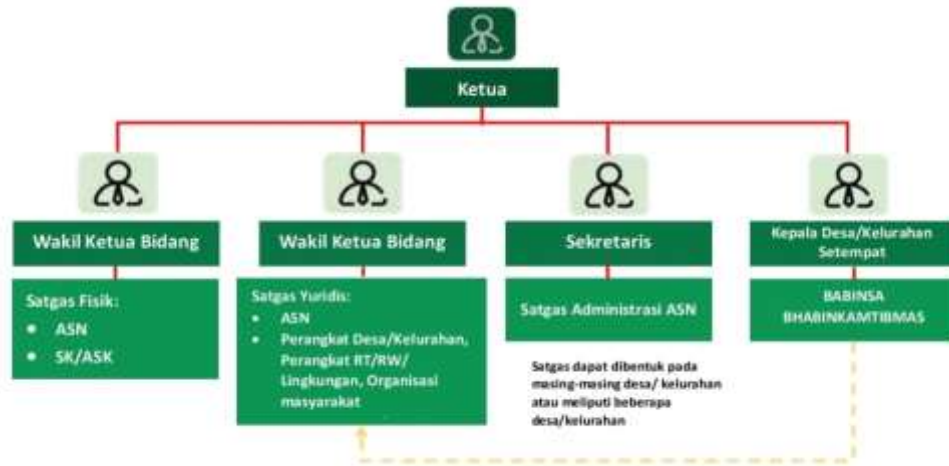 Ketua
Wakil Ketua Bidang
Satgas Fisik:
• ASN
• SK/ASK
Wakil Ketua Bidang
Satgas Yuridis:
• ASN
• Perangkat Desa/Kelurahan,
Perangkat RT/RW/
Lingkungan, Organisasi
masyarakat
Sekretaris
Satgas Administrasi ASN
Satgas dapat dibentuk pada
masing-masing desa/ kelurahan
atau meliputi beberapa
desa/kelurahan
Kepala Desa/Kelurahan
Setempat
BABINSA
BHABINKAMTIBMAS